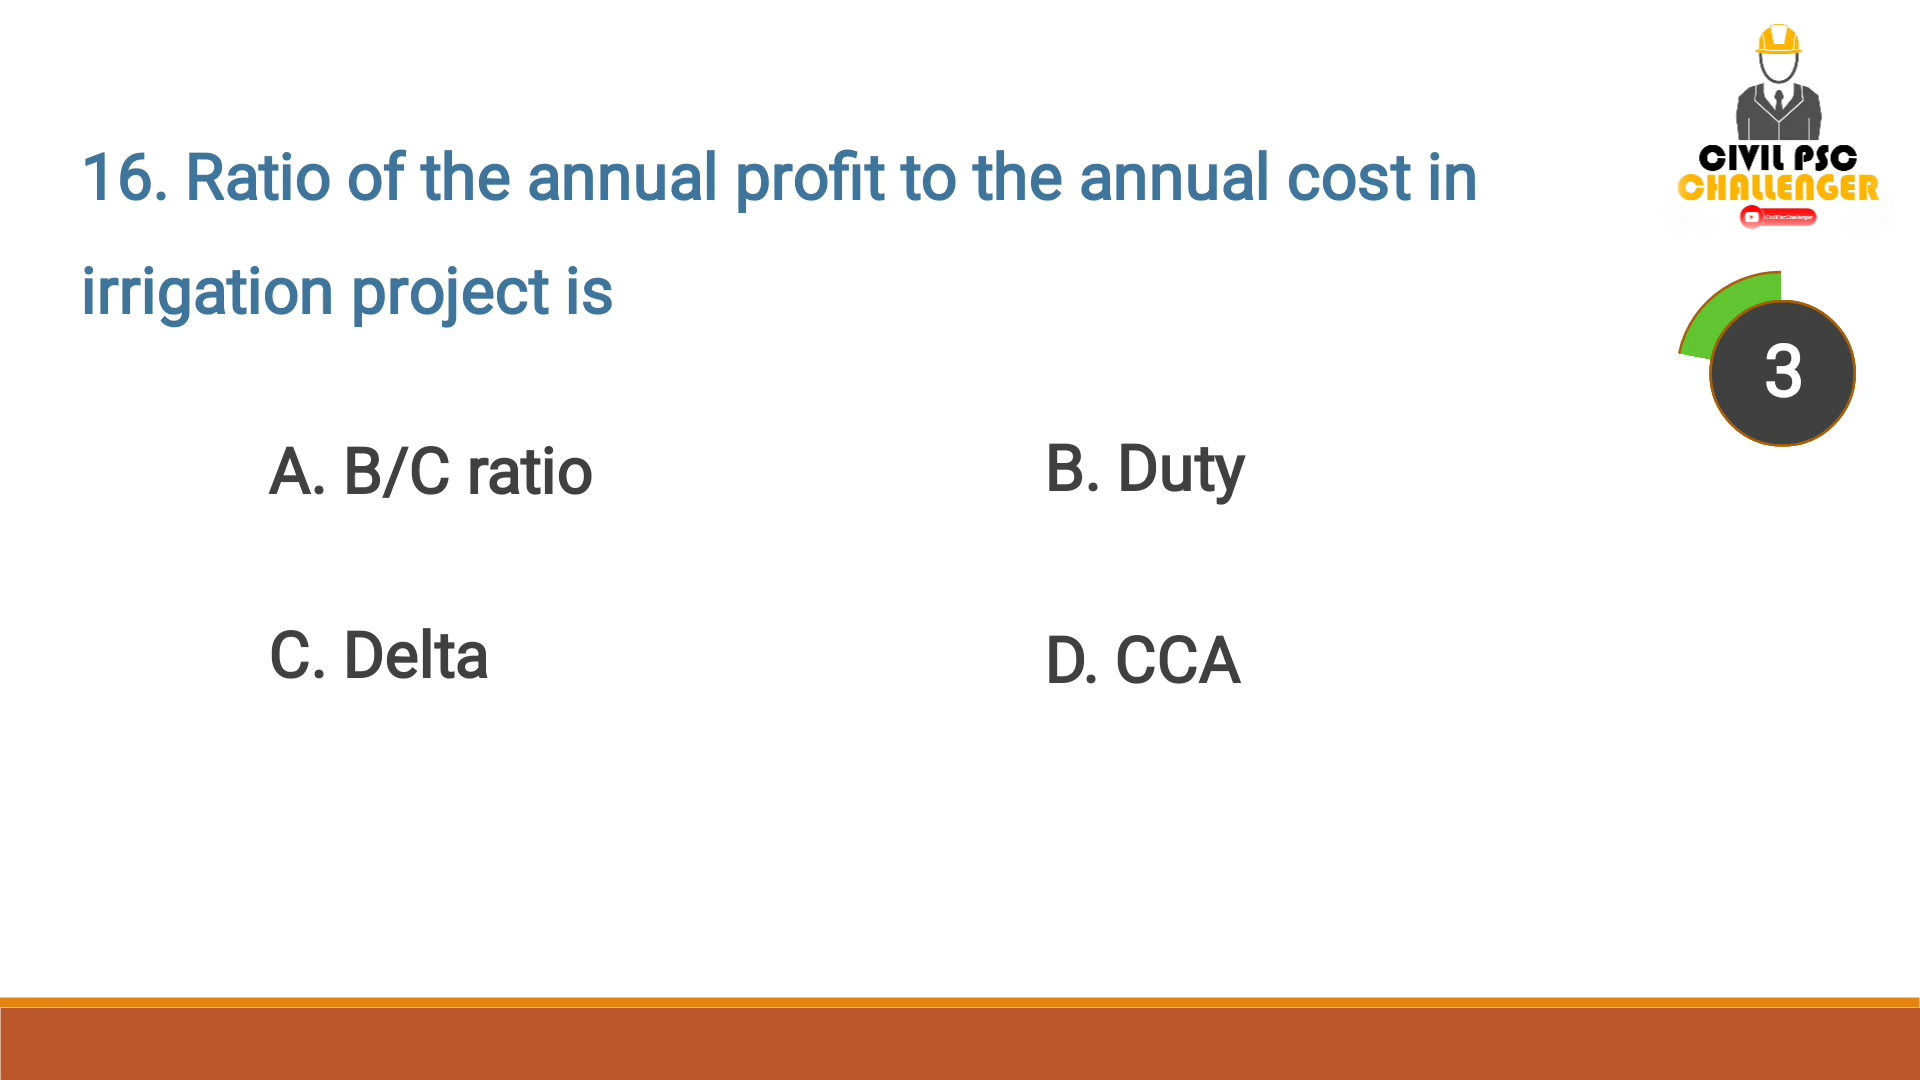 CIVIL PSC
CHALLENGER
16. Ratio of the annual profit to the annual cost in
irrigation project is
3
A. B/C ratio
B. Duty
C. Delta
D. CCA